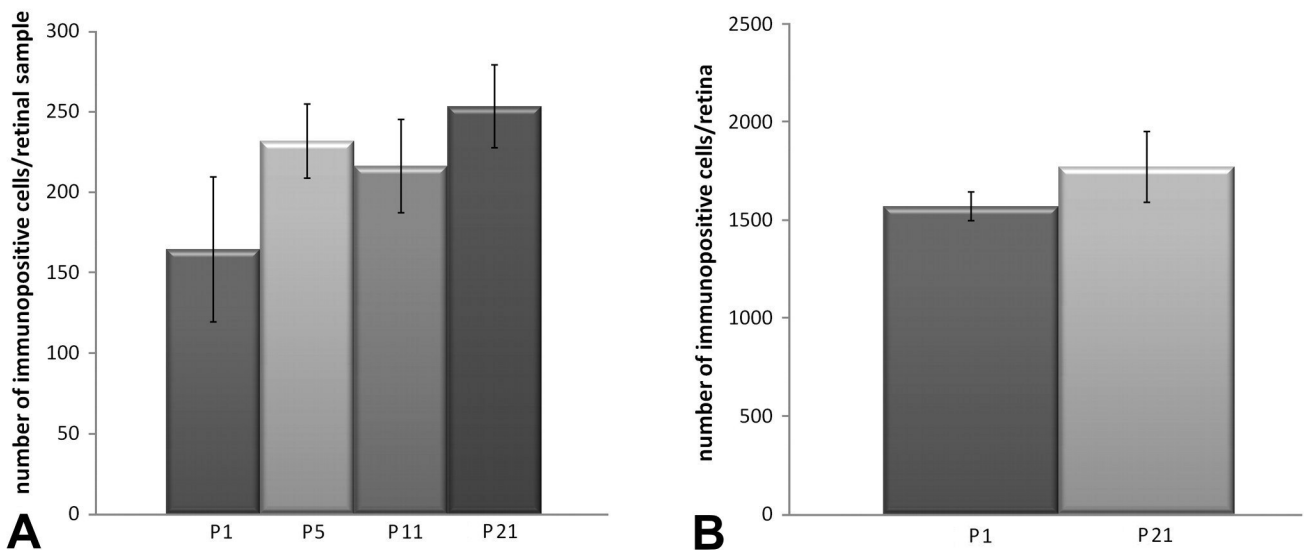 number of immunopositive cells/retinal sample
300
250
200
150
100
50
0
P1 P5 P11 P21
A
number of immunopositive cells/retina
2500
2000
1500
1000
500
0
P1 P21
B